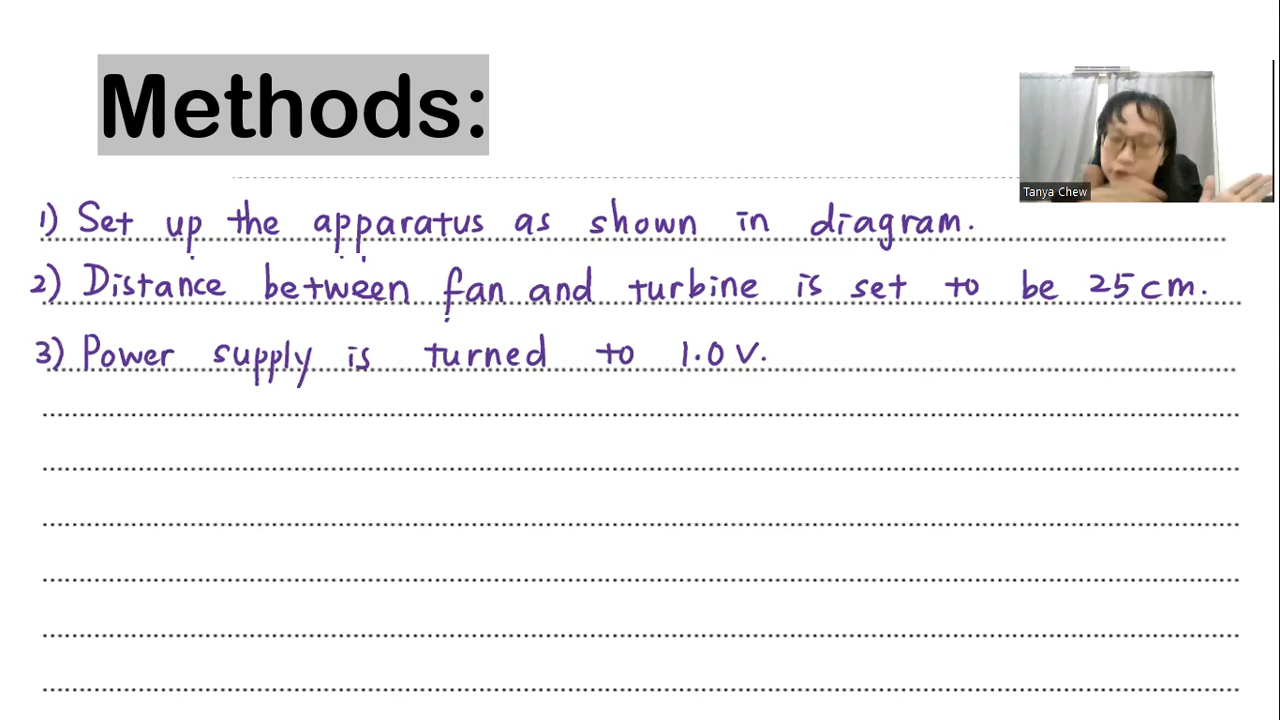 Methods:
Tanya Chew
1) Set up the apparatus as shown in diagram.
2) Distance between fan and turbine is set to be 25cm.
3) Power supply is turned to 1.0 V.